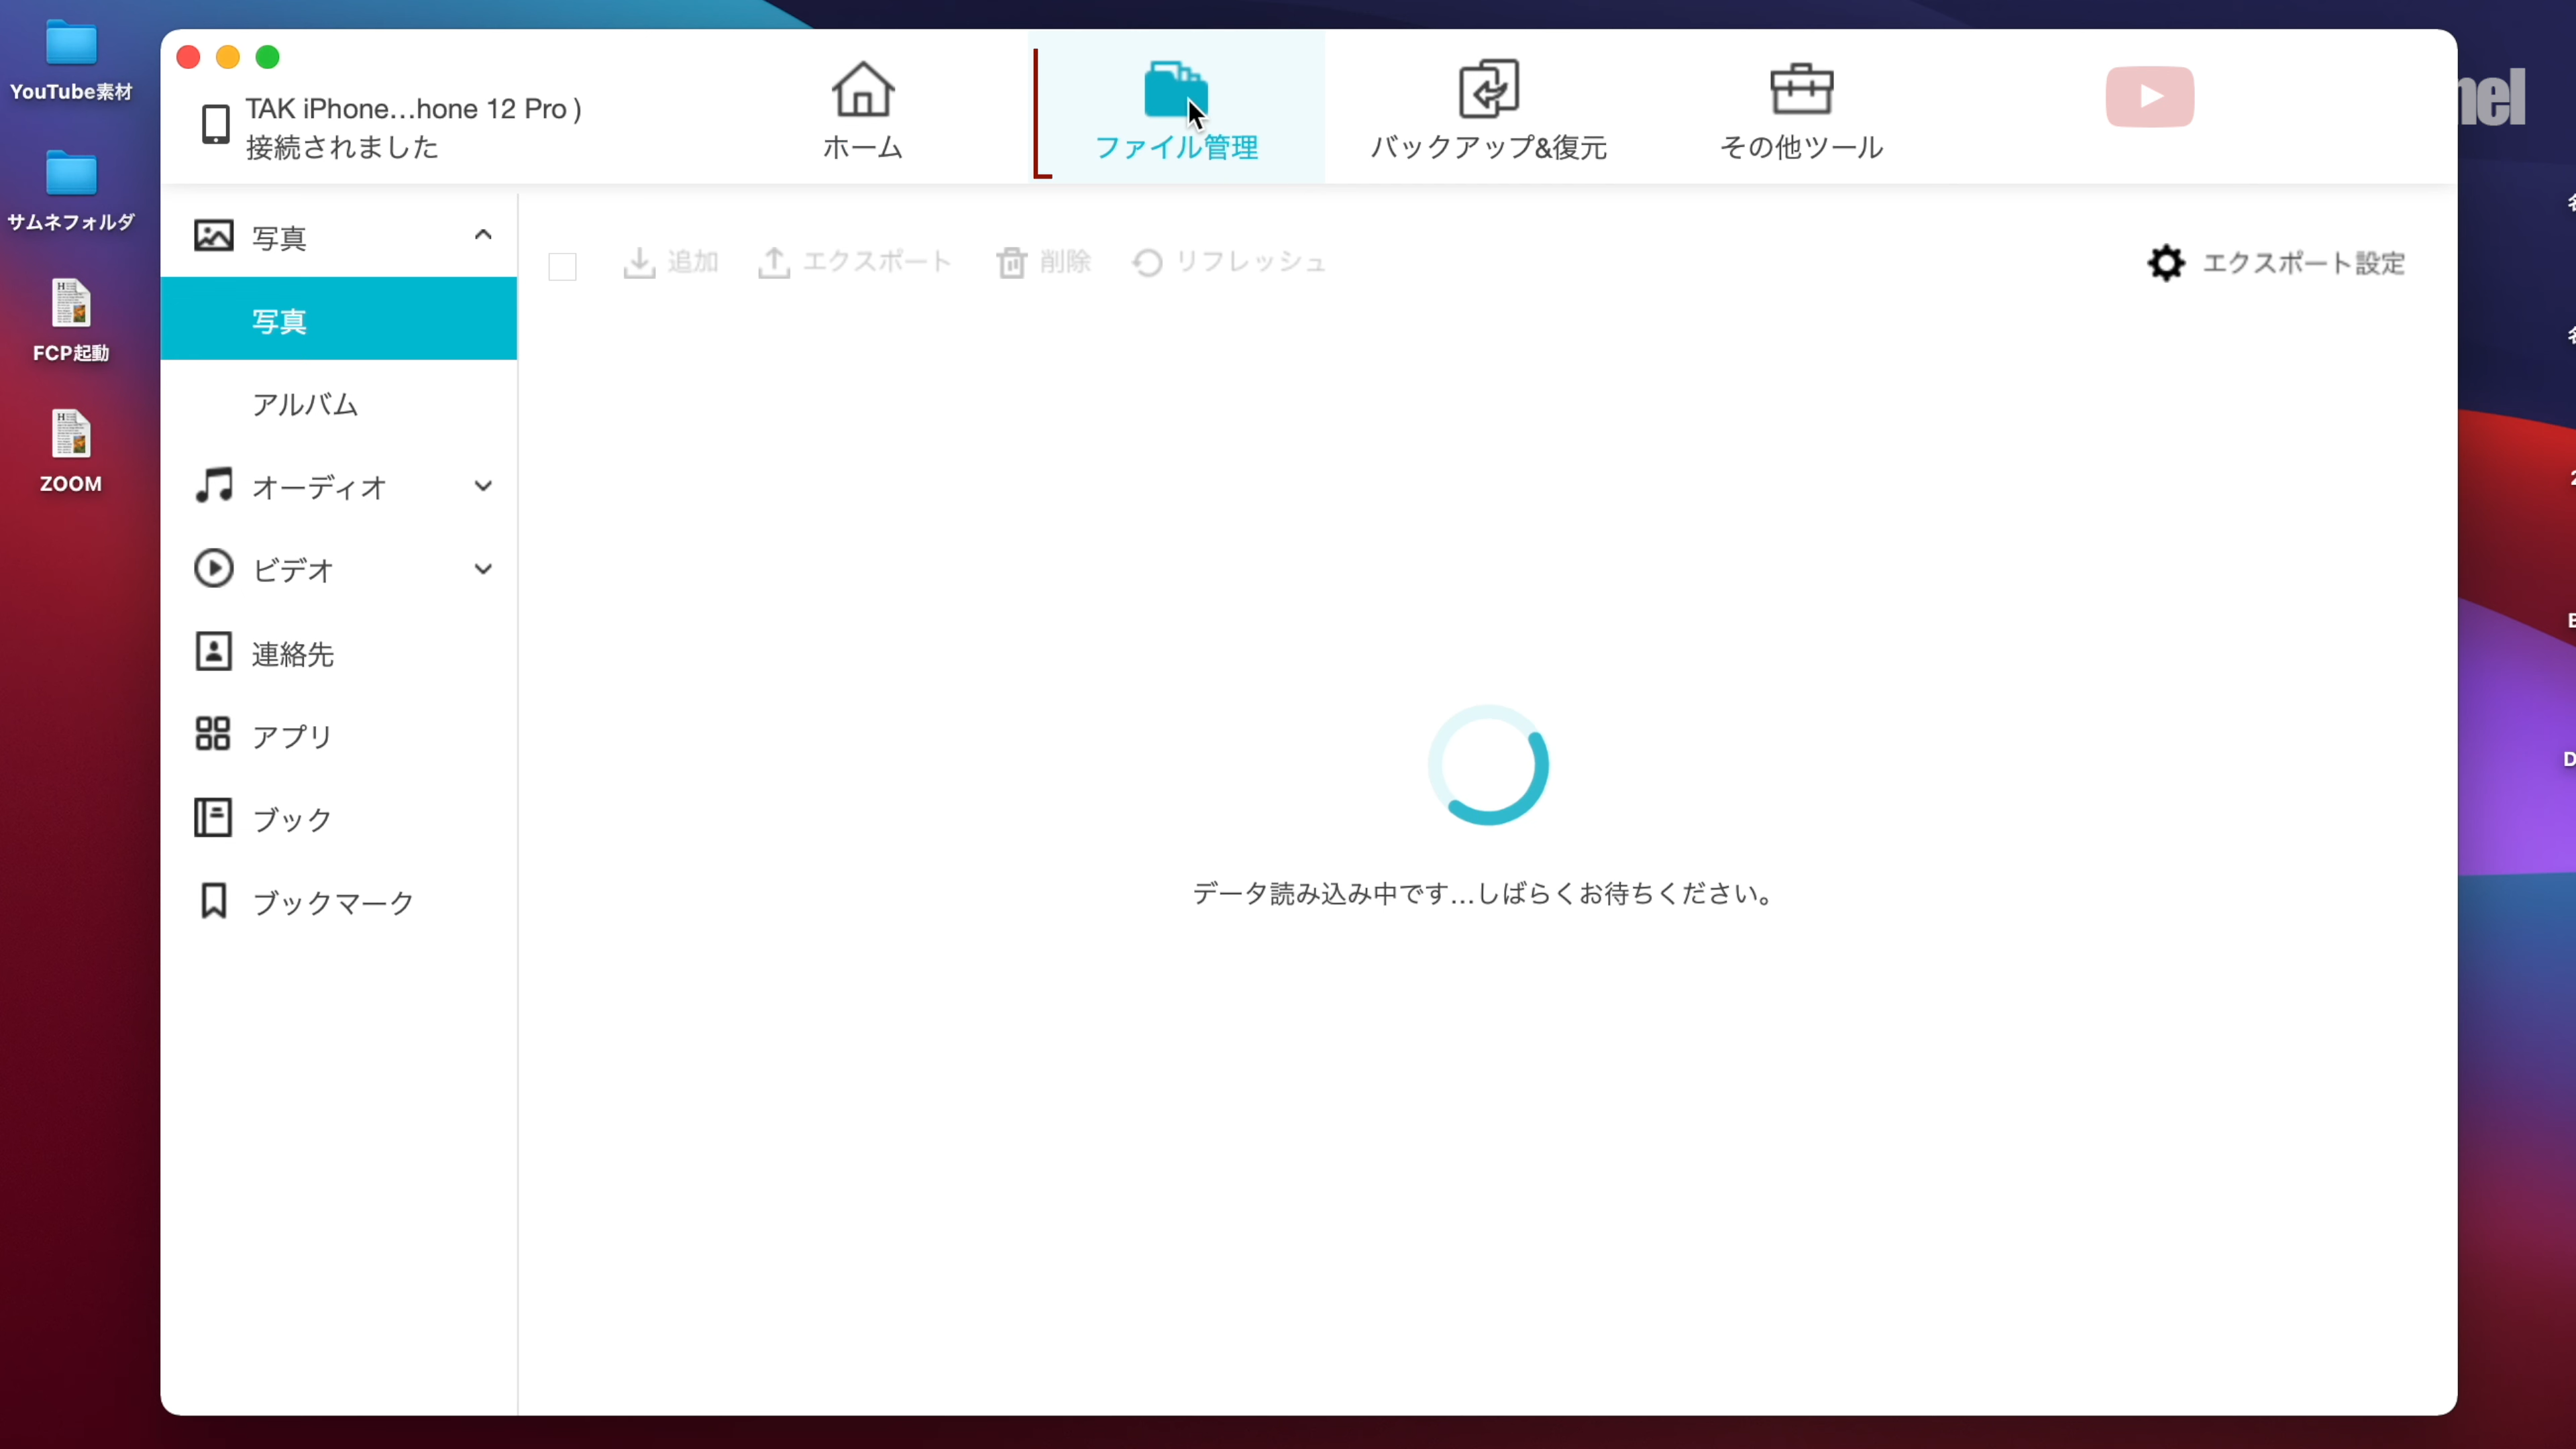 YouTube素材
サムネフォルダ
FCP起動
ZOOM
TAK iPhone...hone 12 Pro )
接続されました
ホーム
ファイル管理
バックアップ&復元
その他ツール
nel
写真
写真
アルバム
オーディオ
ビデオ
連絡先
アプリ
ブック
ブックマーク
追加
エクスポート
削除
リフレッシュ
エクスポート設定
データ読み込み中です...しばらくお待ちください。